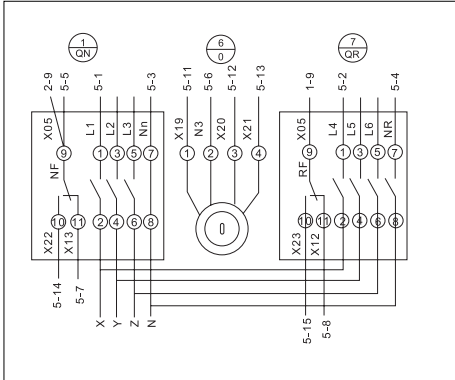 1
QN
6
0
7
QR
2-9
5-5
5-1
5-3
5-11
5-6
5-12
5-13
1-9
5-2
5-4
X05
L1
L2
L3
Nn
X19
N3
X20
X21
X05
L4
L5
L6
NR
9
1
3
5
7
1
2
3
4
9
1
3
5
7
NF
RF
10
11
2
4
6
8
10
11
2
4
6
8
X22
X13
X23
X12
5-14
5-7
X
Y
Z
N
5-15
5-8